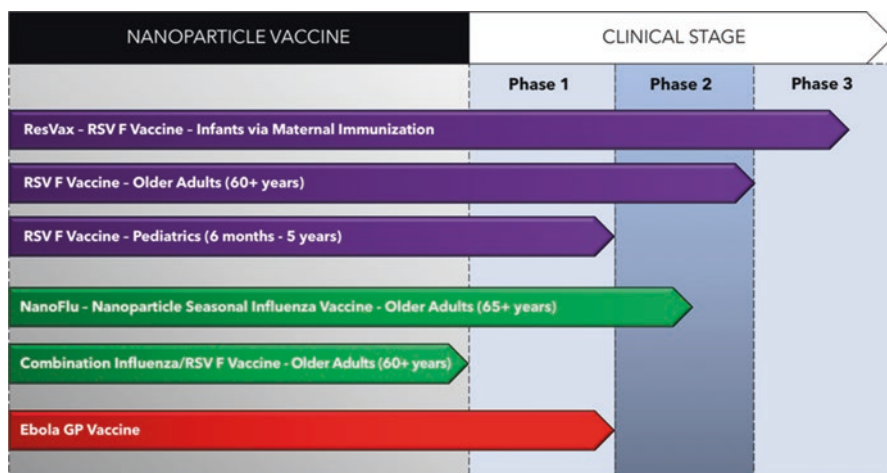 NANOPARTICLE VACCINE
CLINICAL STAGE
Phase 1
Phase 2
Phase 3
ResVax – RSV F Vaccine – Infants via Maternal Immunization
RSV F Vaccine – Older Adults (60+ years)
RSV F Vaccine – Pediatrics (6 months - 5 years)
NanoFlu – Nanoparticle Seasonal Influenza Vaccine - Older Adults (65+ years)
Combination Influenza/RSV F Vaccine - Older Adults (60+ years)
Ebola GP Vaccine